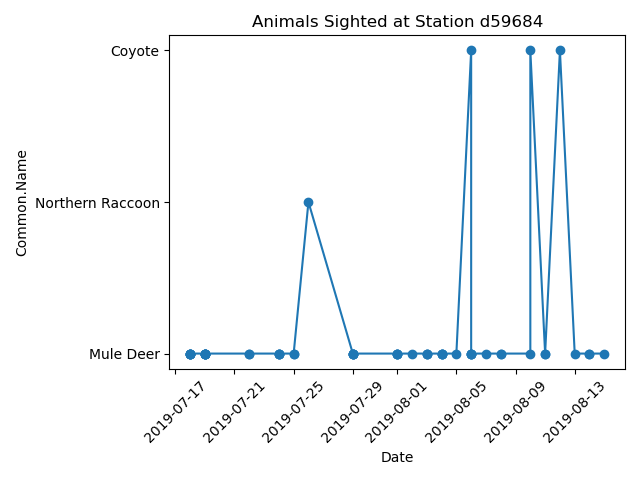 Animals Sighted at Station d59684
Coyote
Northern Raccoon
Mule Deer
Common.Name
2019-07-17
2019-07-21
2019-07-25
2019-07-29
2019-08-01
2019-08-05
2019-08-09
2019-08-13
Date